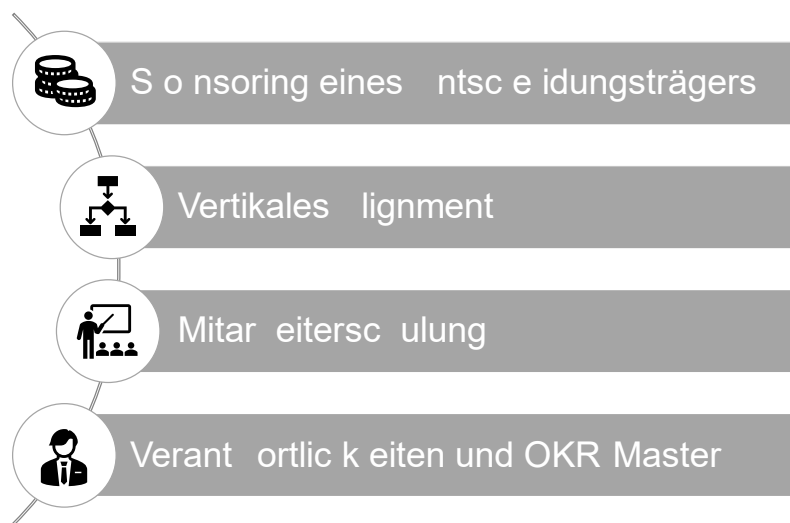 S o nsoring eines ntsc e idungsträgers
Vertikales lignment
Mitar eitersc ulung
Verant ortlic k eiten und OKR Master